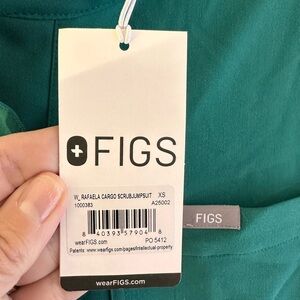 FIGS
W_RAFAELA CARGO SCRUBJUMPSUIT XS
1000383 A25002
8 40393 57904 8
wearFIGS.com PO 5412
Patents: www.wearfigs.com/pages/intellectual-property
wearFIGS.com
FIGS